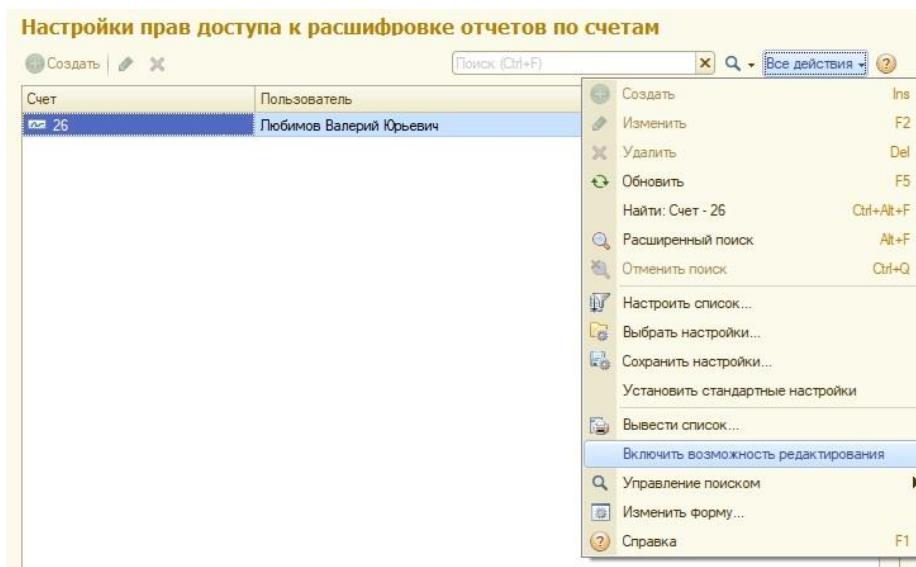 Настройки прав доступа к расшифровке отчетов по счетам
Создать Поиск (Ctrl+F) Все действия
Счет Пользователь
26 Любимов Валерий Юрьевич
Создать Ins
Изменить F2
Удалить Del
Обновить F5
Найти: Счет - 26 Ctrl+Alt+F
Расширенный поиск Alt+F
Отменить поиск Ctrl+Q
Настроить список...
Выбрать настройки...
Сохранить настройки...
Установить стандартные настройки
Вывести список...
Включить возможность редактирования
Управление поиском
Изменить форму...
Справка F1